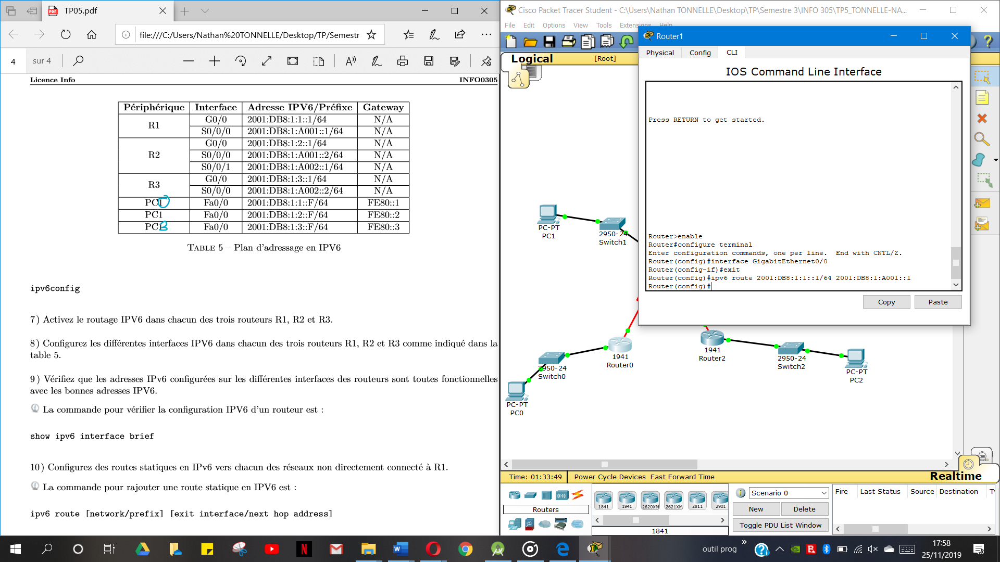 TP05.pdf
file:///C:/Users/Nathan%20TONNELLE/Desktop/TP/Semestr
4 sur 4
Licence Info INFO0305
Périphérique Interface Adresse IPV6/Préfixe Gateway
R1 G0/0 2001:DB8:1:1::1/64 N/A
S0/0/0 2001:DB8:1:A001::1/64 N/A
R2 G0/0 2001:DB8:1:2::1/64 N/A
S0/0/0 2001:DB8:1:A001::2/64 N/A
S0/0/1 2001:DB8:1:A002::1/64 N/A
R3 G0/0 2001:DB8:1:3::1/64 N/A
S0/0/0 2001:DB8:1:A002::2/64 N/A
PC1 Fa0/0 2001:DB8:1:1::F/64 FE80::1
PC1 Fa0/0 2001:DB8:1:2::F/64 FE80::2
PC1 Fa0/0 2001:DB8:1:3::F/64 FE80::3
Table 5 – Plan d'adressage en IPV6
ipv6config
7) Activez le routage IPV6 dans chacun des trois routeurs R1, R2 et R3.
8) Configurez les différentes interfaces IPV6 dans chacun des trois routeurs R1, R2 et R3 comme indiqué dans la
table 5.
9) Vérifiez que les adresses IPv6 configurées sur les différentes interfaces des routeurs sont toutes fonctionnelles
avec les bonnes adresses IPV6.
La commande pour vérifier la configuration IPV6 d'un routeur est :
show ipv6 interface brief
10) Configurez des routes statiques en IPv6 vers chacun des réseaux non directement connecté à R1.
La commande pour rajouter une route statique en IPV6 est :
ipv6 route [network/prefix] [exit interface/next hop address]
Cisco Packet Tracer Student - C:\Users\Nathan TONNELLE\Desktop\TP\Semestre 3\INFO 305\TP5_TONNELLE-NA...
File Edit Options View Tools Extensions Help
Logical [Root]
Router1
Physical Config CLI
IOS Command Line Interface
Press RETURN to get started.
Router>enable
Router#configure terminal
Enter configuration commands, one per line.  End with CNTL/Z.
Router(config)#interface GigabitEthernet0/0
Router(config-if)#exit
Router(config)#ipv6 route 2001:DB8:1:1::1/64 2001:DB8:1:A001::1
Router(config)#
Copy Paste
PC-PT
PC1
2950-24
Switch1
1941
Router0
1941
Router2
2950-24
Switch0
2950-24
Switch2
PC-PT
PC2
PC-PT
PC0
Time: 01:33:49 Power Cycle Devices Fast Forward Time
Realtime
Routers
1841 1941 2620XM 2621XM 2811 2901
1841
Scenario 0
New Delete
Toggle PDU List Window
Fire Last Status Source Destination
outil prog
17:58
25/11/2019